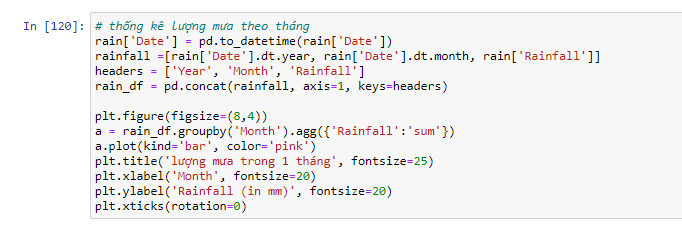 In [120]: # thống kê lượng mưa theo tháng
rain['Date'] = pd.to_datetime(rain['Date'])
rainfall =[rain['Date'].dt.year, rain['Date'].dt.month, rain['Rainfall']]
headers = ['Year', 'Month', 'Rainfall']
rain_df = pd.concat(rainfall, axis=1, keys=headers)
plt.figure(figsize=(8,4))
a = rain_df.groupby('Month').agg({'Rainfall':'sum'})
a.plot(kind='bar', color='pink')
plt.title('lượng mưa trong 1 tháng', fontsize=25)
plt.xlabel('Month', fontsize=20)
plt.ylabel('Rainfall (in mm)', fontsize=20)
plt.xticks(rotation=0)